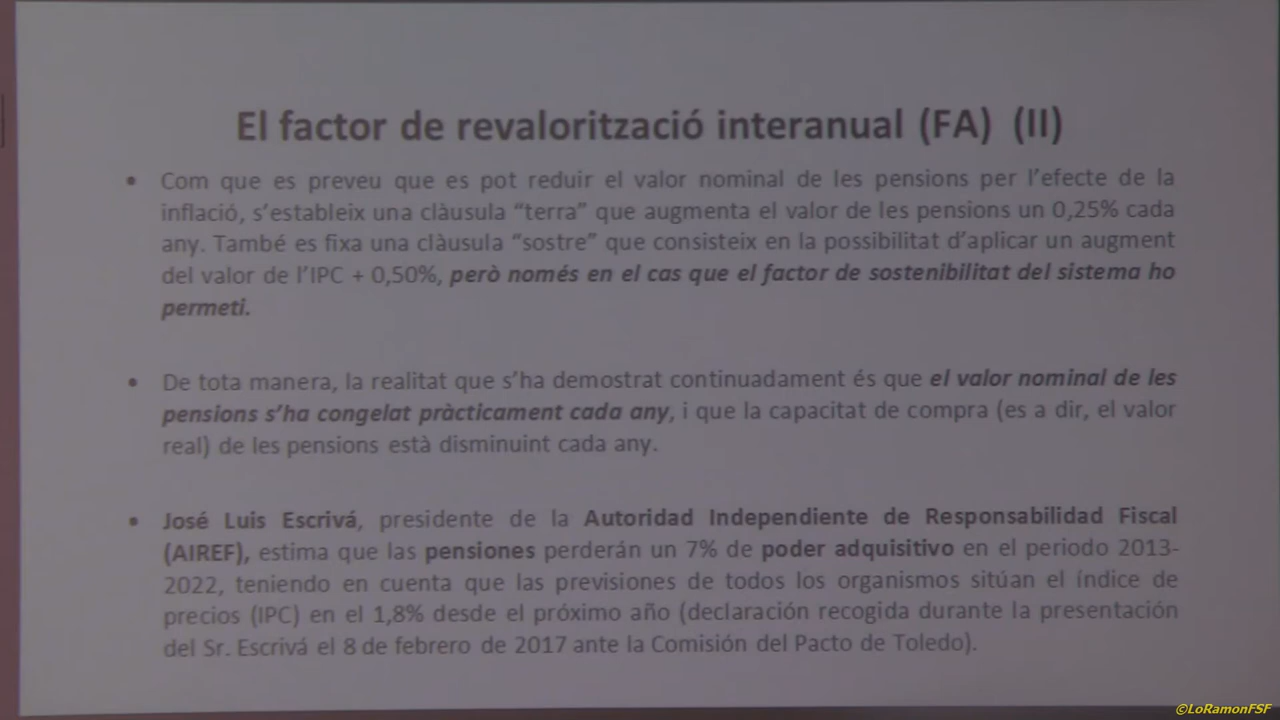 El factor de revalorització interanual (FA) (II)
• Com que es preveu que es pot reduir el valor nominal de les pensions per l’efecte de la
inflació, s’estableix una clàusula “terra” que augmenta el valor de les pensions un 0,25% cada
any. També es fixa una clàusula “sostre” que consisteix en la possibilitat d’aplicar un augment
del valor de l’IPC + 0,50%, però només en el cas que el factor de sostenibilitat del sistema ho
permeti.
• De tota manera, la realitat que s’ha demostrat continuadament és que el valor nominal de les
pensions s’ha congelat pràcticament cada any, i que la capacitat de compra (es a dir, el valor
real) de les pensions està disminuint cada any.
• José Luis Escrivá, presidente de la Autoridad Independiente de Responsabilidad Fiscal
(AIREF), estima que las pensiones perderán un 7% de poder adquisitivo en el periodo 2013-
2022, teniendo en cuenta que las previsiones de todos los organismos sitúan el índice de
precios (IPC) en el 1,8% desde el próximo año (declaración recogida durante la presentación
del Sr. Escrivá el 8 de febrero de 2017 ante la Comisión del Pacto de Toledo).
©LoRamonFSF